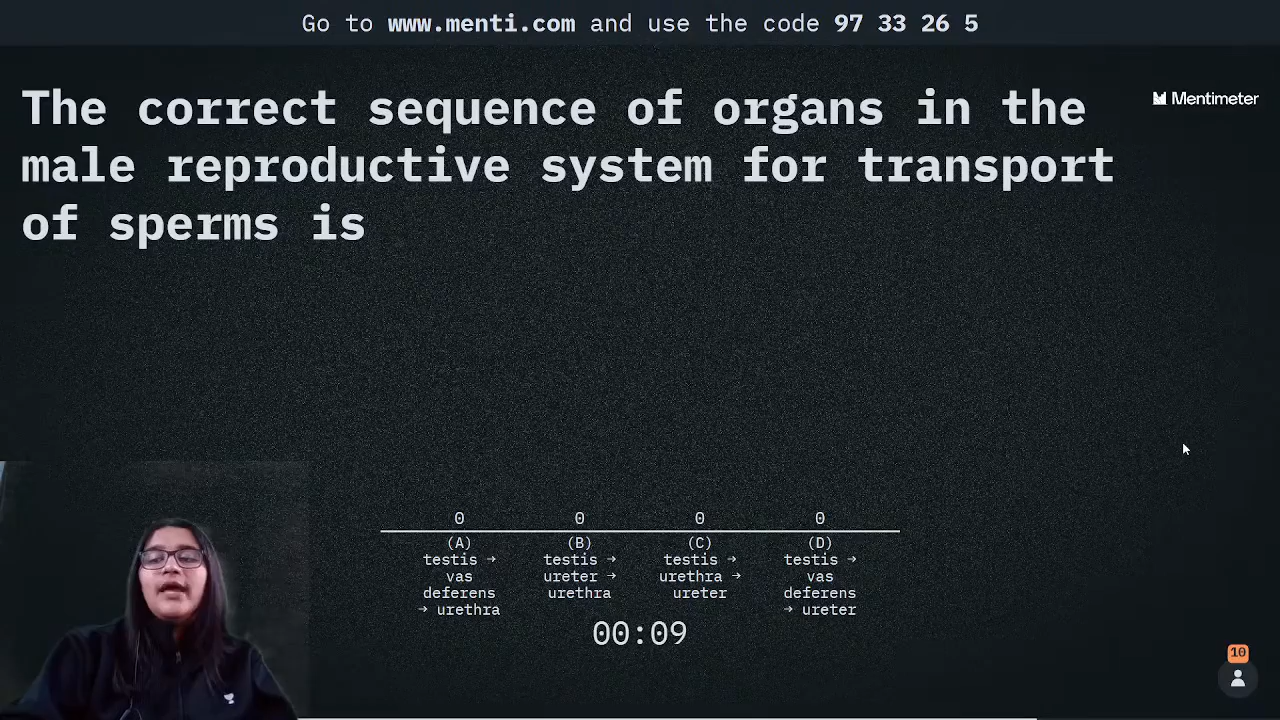 Go to www.menti.com and use the code 97 33 26 5
The correct sequence of organs in the
male reproductive system for transport
of sperms is
Mentimeter
0
0
0
0
(A)
testis →
vas
deferens
→ urethra
(B)
testis →
ureter →
urethra
(C)
testis →
urethra →
ureter
(D)
testis →
vas
deferens
→ ureter
00:09
10